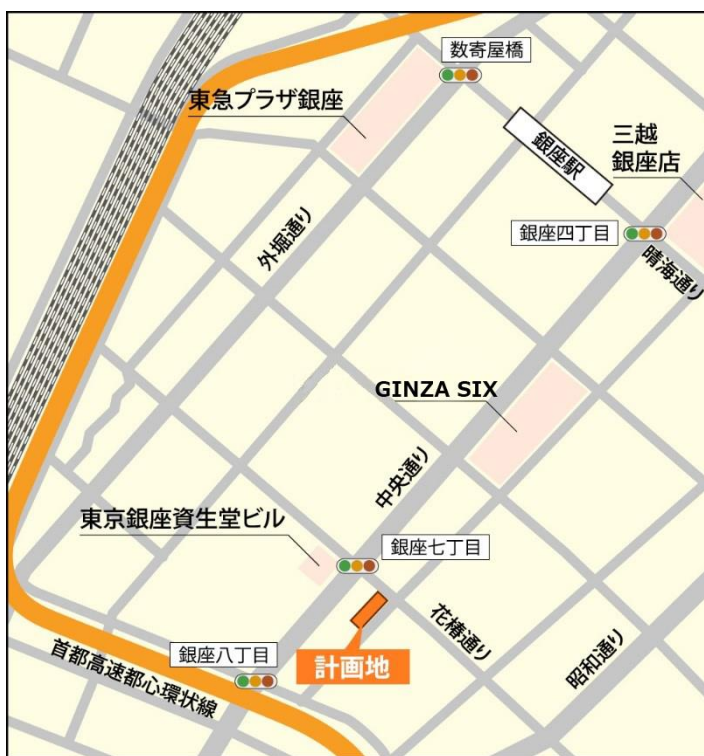 数寄屋橋
東急プラザ銀座
銀座駅
三越
銀座店
銀座四丁目
外堀通り
晴海通り
GINZA SIX
中央通り
東京銀座資生堂ビル
銀座七丁目
花椿通り
昭和通り
計画地
銀座八丁目
首都高速都心環状線